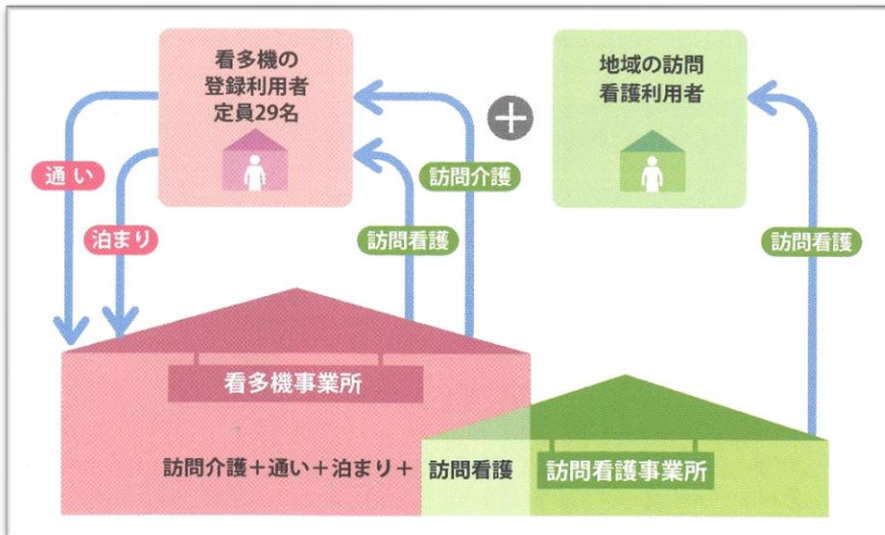 看多機の
登録利用者
定員29名
地域の訪問
看護利用者
通い
訪問介護
泊まり
訪問看護
訪問看護
看多機事業所
訪問介護＋通い＋泊まり＋ 訪問看護
訪問看護事業所